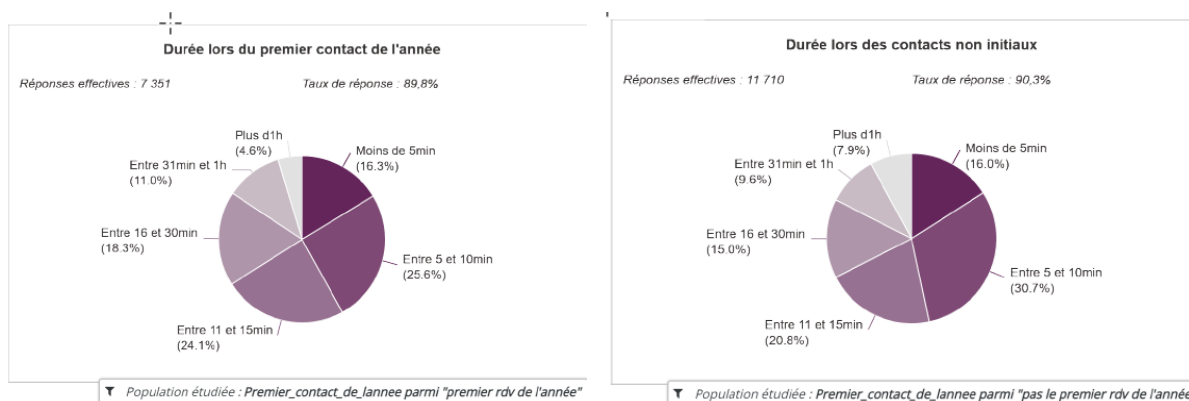 Durée lors du premier contact de l'année
Réponses effectives : 7 351
Taux de réponse : 89,8%
Plus d1h
(4.6%)
Moins de 5min
(16.3%)
Entre 31min et 1h
(11.0%)
Entre 16 et 30min
(18.3%)
Entre 5 et 10min
(25.6%)
Entre 11 et 15min
(24.1%)
Population étudiée : Premier_contact_de_lannee parmi "premier rdv de l'année"
Durée lors des contacts non initiaux
Réponses effectives : 11 710
Taux de réponse : 90,3%
Plus d1h
(7.9%)
Moins de 5min
(16.0%)
Entre 31min et 1h
(9.6%)
Entre 16 et 30min
(15.0%)
Entre 5 et 10min
(30.7%)
Entre 11 et 15min
(20.8%)
Population étudiée : Premier_contact_de_lannee parmi "pas le premier rdv de l'année